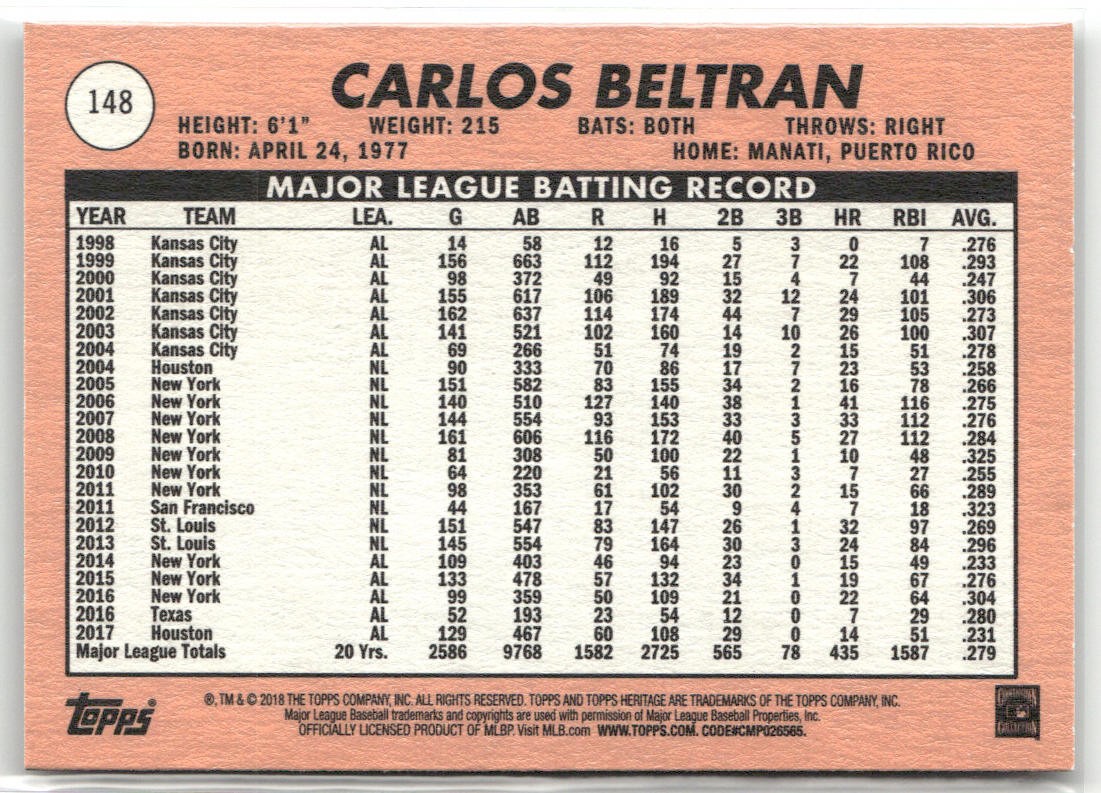 148
CARLOS BELTRAN
HEIGHT: 6'1" WEIGHT: 215 BATS: BOTH THROWS: RIGHT
BORN: APRIL 24, 1977 HOME: MANATI, PUERTO RICO
MAJOR LEAGUE BATTING RECORD
YEAR TEAM LEA. G AB R H 2B 3B HR RBI AVG.
1998 Kansas City AL 14 58 12 16 5 3 0 7 .276
1999 Kansas City AL 156 663 112 194 27 7 22 108 .293
2000 Kansas City AL 98 372 49 92 15 4 7 44 .247
2001 Kansas City AL 155 617 106 189 32 12 24 101 .306
2002 Kansas City AL 162 637 114 174 44 7 29 105 .273
2003 Kansas City AL 141 521 102 160 14 10 26 100 .307
2004 Kansas City AL 69 266 51 74 19 2 15 51 .278
2004 Houston NL 90 333 70 86 17 7 23 53 .258
2005 New York NL 151 582 83 155 34 2 16 78 .266
2006 New York NL 140 510 127 140 38 1 41 116 .275
2007 New York NL 144 554 93 153 33 3 33 112 .276
2008 New York NL 161 606 116 172 40 5 27 112 .284
2009 New York NL 81 308 50 100 22 1 10 48 .325
2010 New York NL 64 220 21 56 11 3 7 27 .255
2011 New York NL 98 353 61 102 30 2 15 66 .289
2011 San Francisco NL 44 167 17 54 9 4 7 18 .323
2012 St. Louis NL 151 547 83 147 26 1 32 97 .269
2013 St. Louis NL 145 554 79 164 30 3 24 84 .296
2014 New York AL 109 403 46 94 23 0 15 49 .233
2015 New York AL 133 478 57 132 34 1 19 67 .276
2016 New York AL 99 359 50 109 21 0 22 64 .304
2016 Texas AL 52 193 23 54 12 0 7 29 .280
2017 Houston AL 129 467 60 108 29 0 14 51 .231
Major League Totals 20 Yrs. 2586 9768 1582 2725 565 78 435 1587 .279
topps®
®, TM & © 2018 THE TOPPS COMPANY, INC. ALL RIGHTS RESERVED. TOPPS AND TOPPS HERITAGE ARE TRADEMARKS OF THE TOPPS COMPANY, INC.
Major League Baseball trademarks and copyrights are used with permission of Major League Baseball Properties, Inc.
OFFICIALLY LICENSED PRODUCT OF MLBP. Visit MLB.com WWW.TOPPS.COM. CODE#CMP026565.